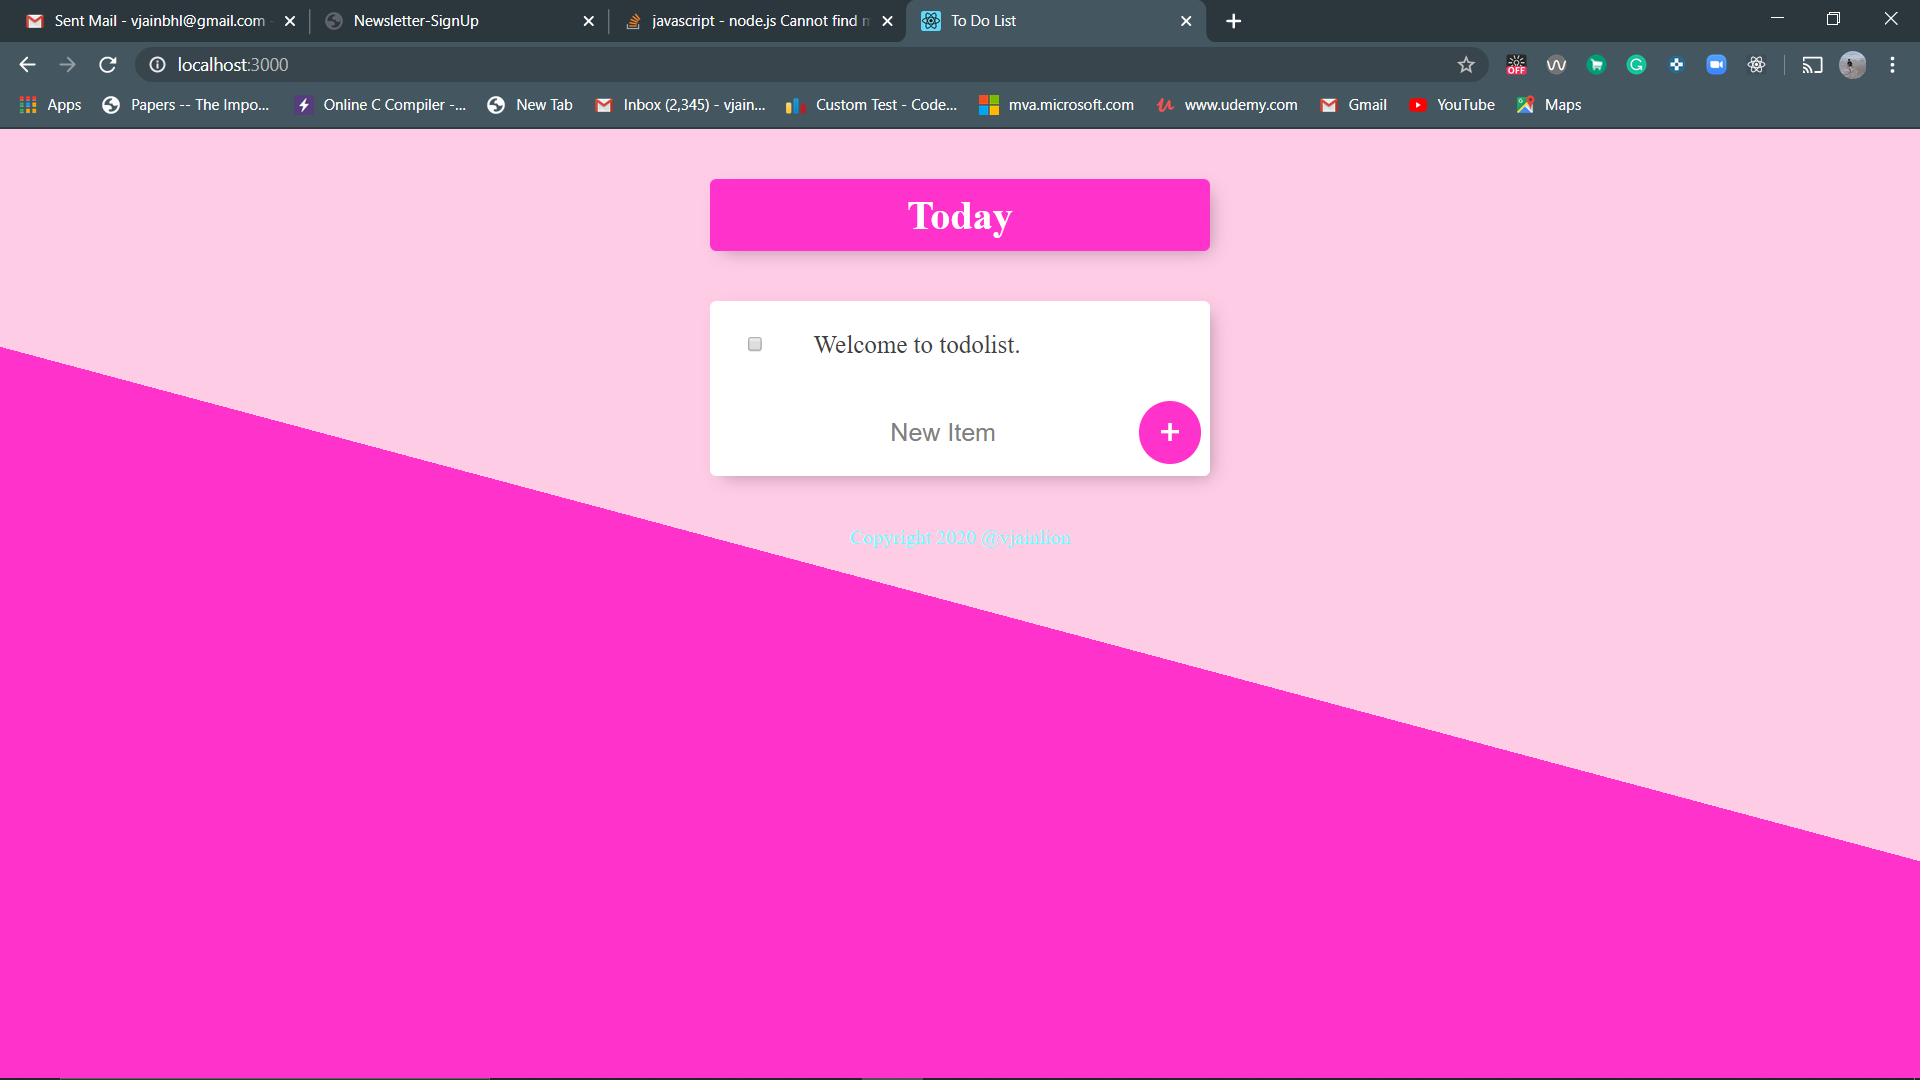 Sent Mail - vjainbhl@gmail.com -
Newsletter-SignUp
javascript - node.js Cannot find m
To Do List
localhost:3000
OFF
Apps
Papers -- The Impo...
Online C Compiler -...
New Tab
Inbox (2,345) - vjain...
Custom Test - Code...
mva.microsoft.com
www.udemy.com
Gmail
YouTube
Maps
Today
Welcome to todolist.
New Item
+
Copyright 2020 @vjainlion